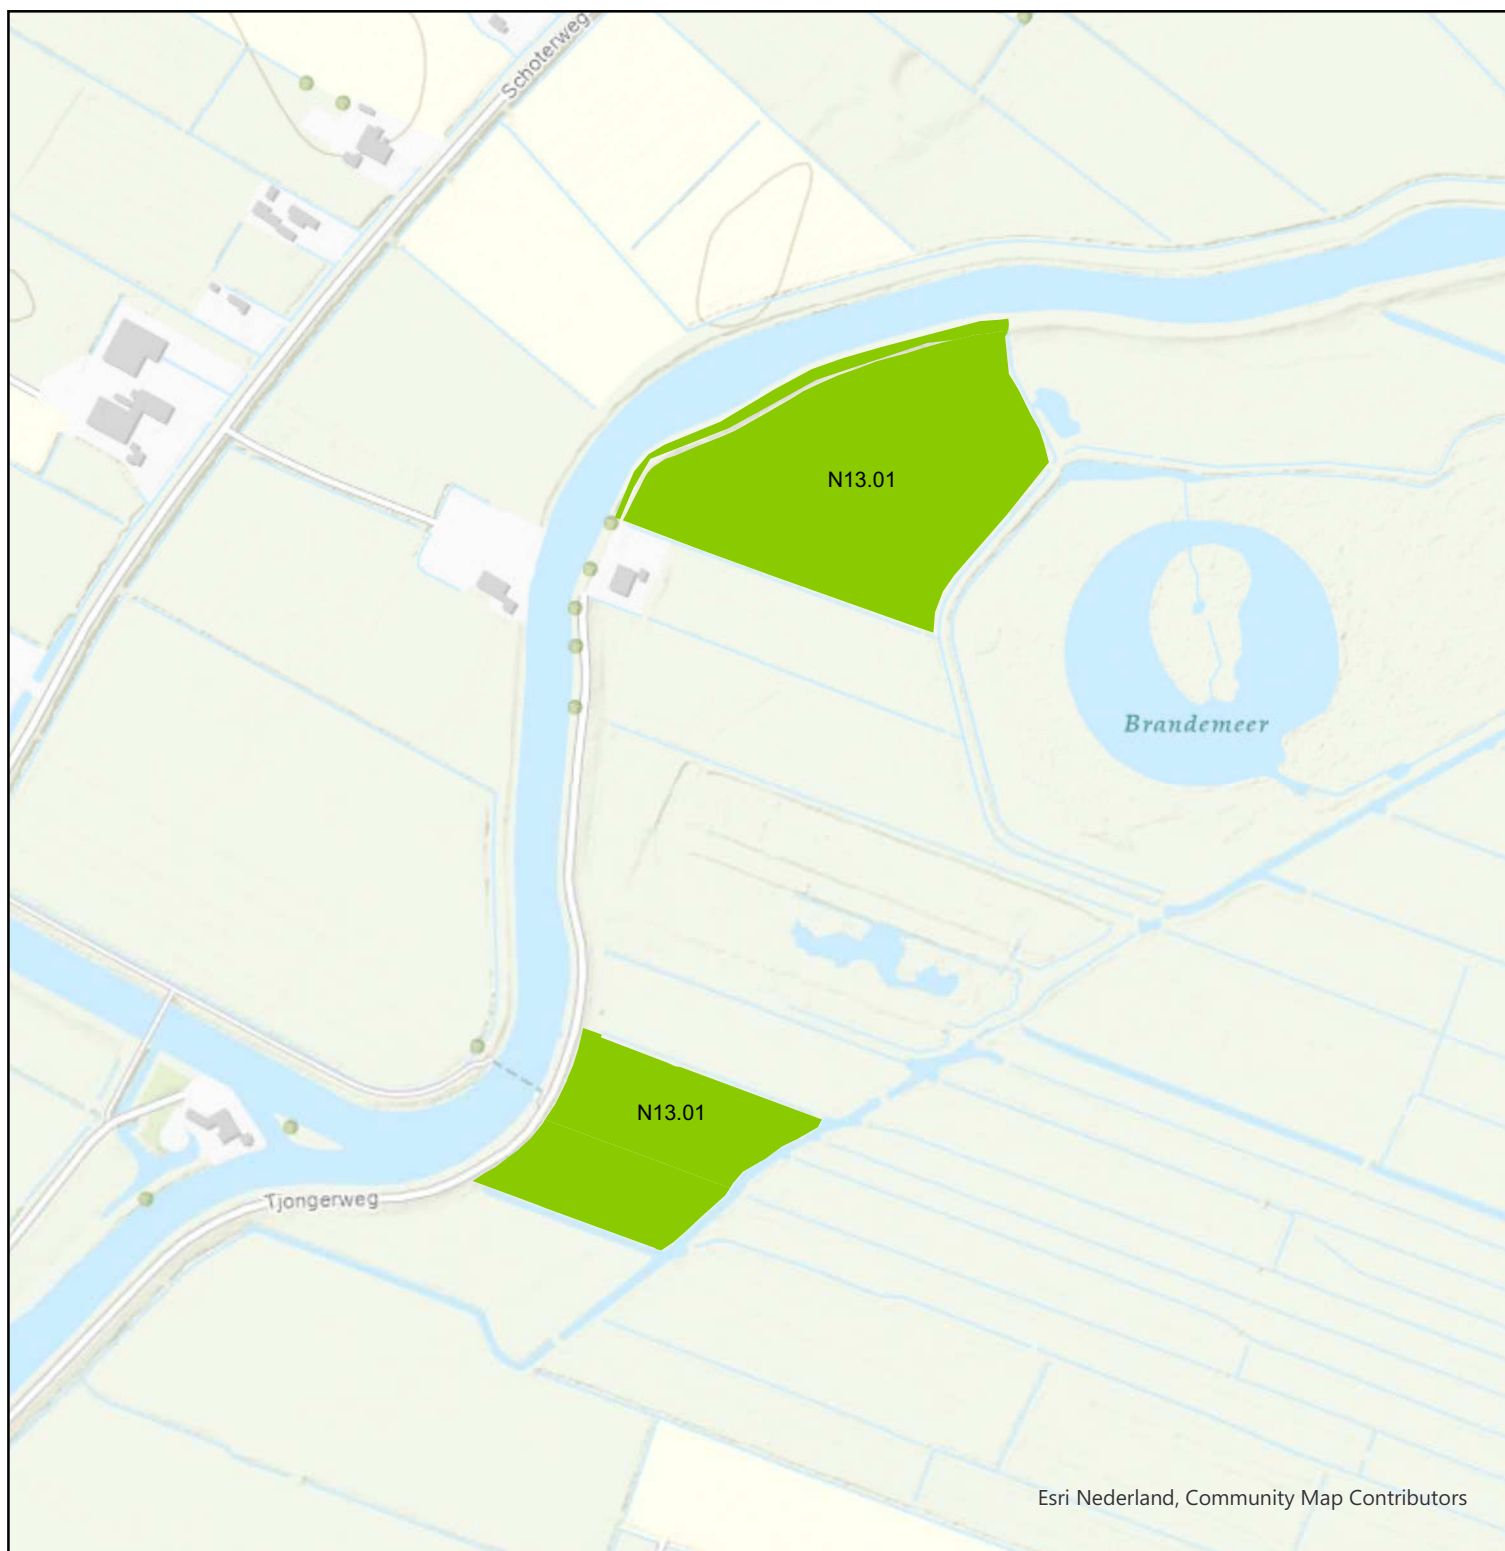 Schoterweg
N13.01
Brandemeer
N13.01
Tjongerweg
Esri Nederland, Community Map Contributors